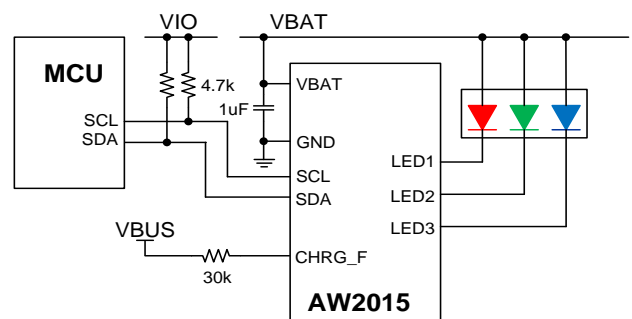 VIO
VBAT
MCU
4.7k
1uF
VBAT
SCL
SDA
GND
LED1
SCL
LED2
SDA
VBUS
LED3
CHRG_F
30k
AW2015